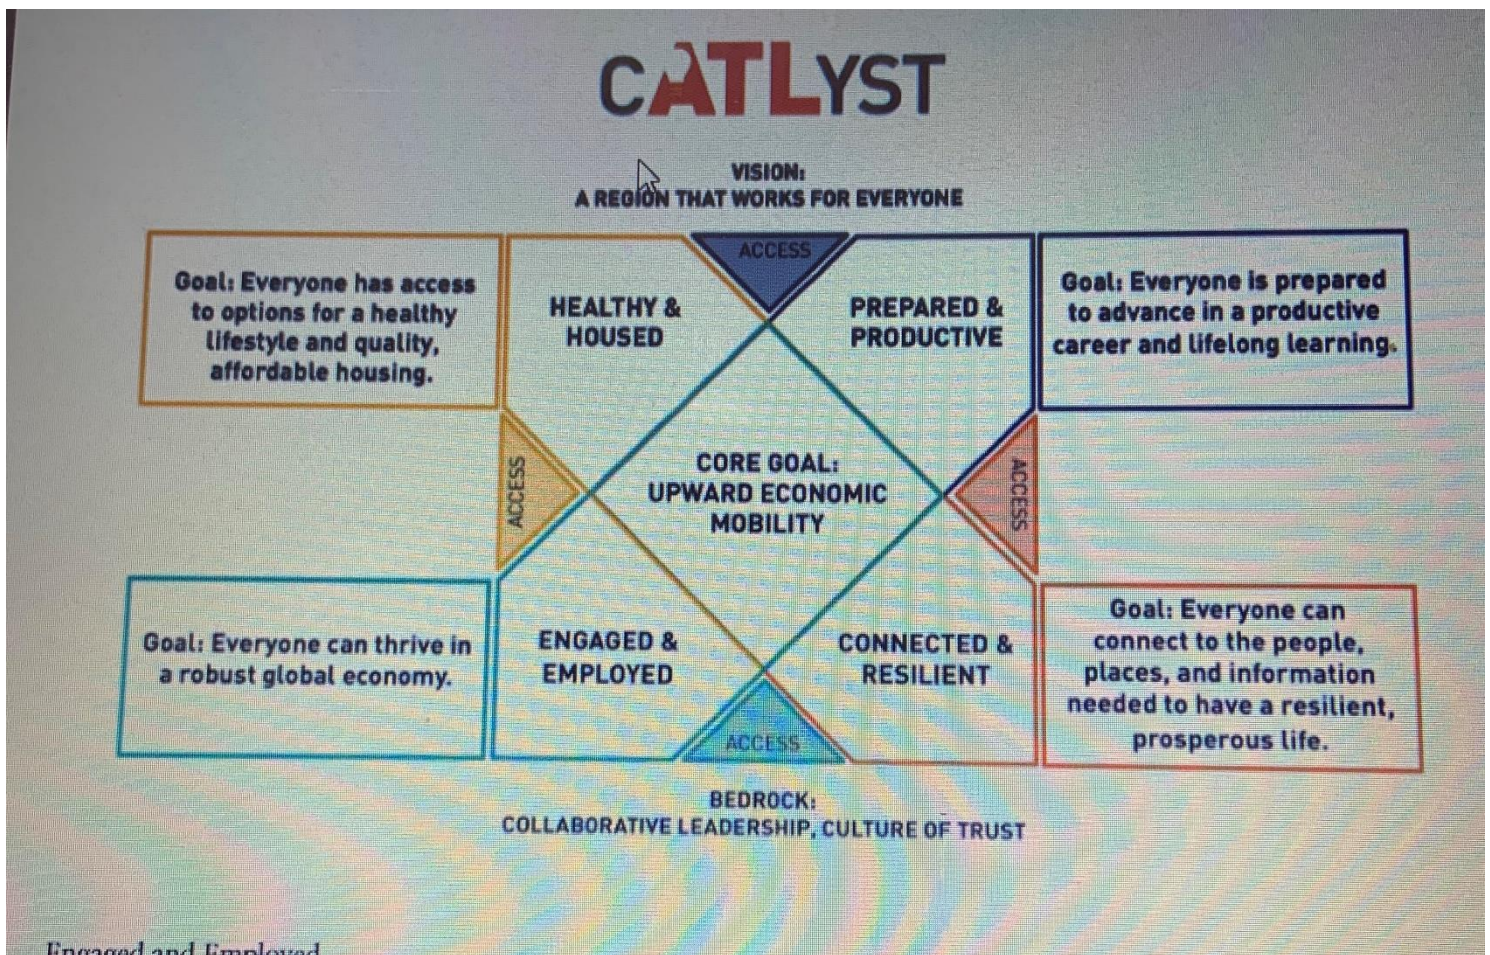 CATLYST
VISION:
A REGION THAT WORKS FOR EVERYONE
Goal: Everyone has access
to options for a healthy
lifestyle and quality,
affordable housing.
HEALTHY &
HOUSED
ACCESS
PREPARED &
PRODUCTIVE
Goal: Everyone is prepared
to advance in a productive
career and lifelong learning.
ACCESS
CORE GOAL:
UPWARD ECONOMIC
MOBILITY
ACCESS
Goal: Everyone can thrive in
a robust global economy.
ENGAGED &
EMPLOYED
ACCESS
CONNECTED &
RESILIENT
Goal: Everyone can
connect to the people,
places, and information
needed to have a resilient,
prosperous life.
BEDROCK:
COLLABORATIVE LEADERSHIP, CULTURE OF TRUST
Engaged and Employed